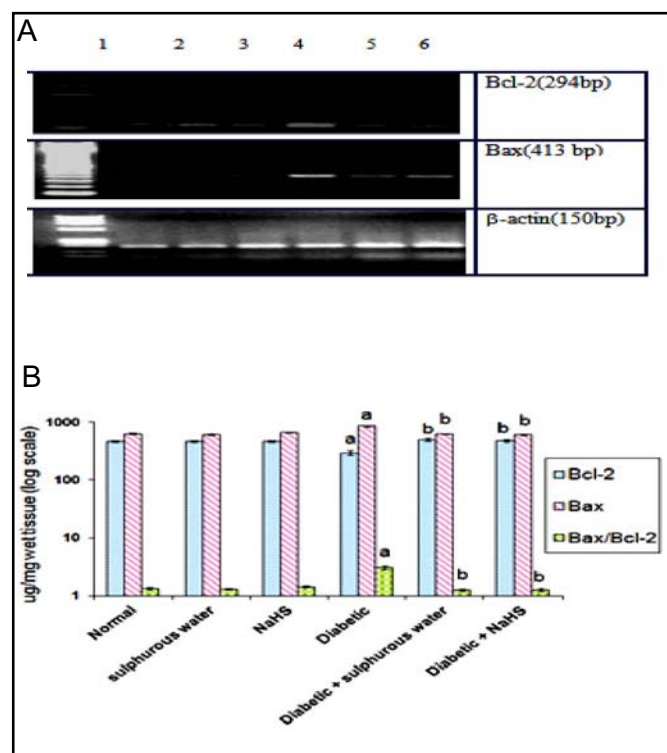 A
1 2 3 4 5 6
Bcl-2(294bp)
Bax(413 bp)
β-actin(150bp)
B
ug/mg wet tissue (log scale)
1000
100
10
1
a
a
a
b b
b
b b
b
Normal
sulphurous water
NaHS
Diabetic
Diabetic + sulphurous water
Diabetic + NaHS
Bcl-2
Bax
Bax/Bcl-2